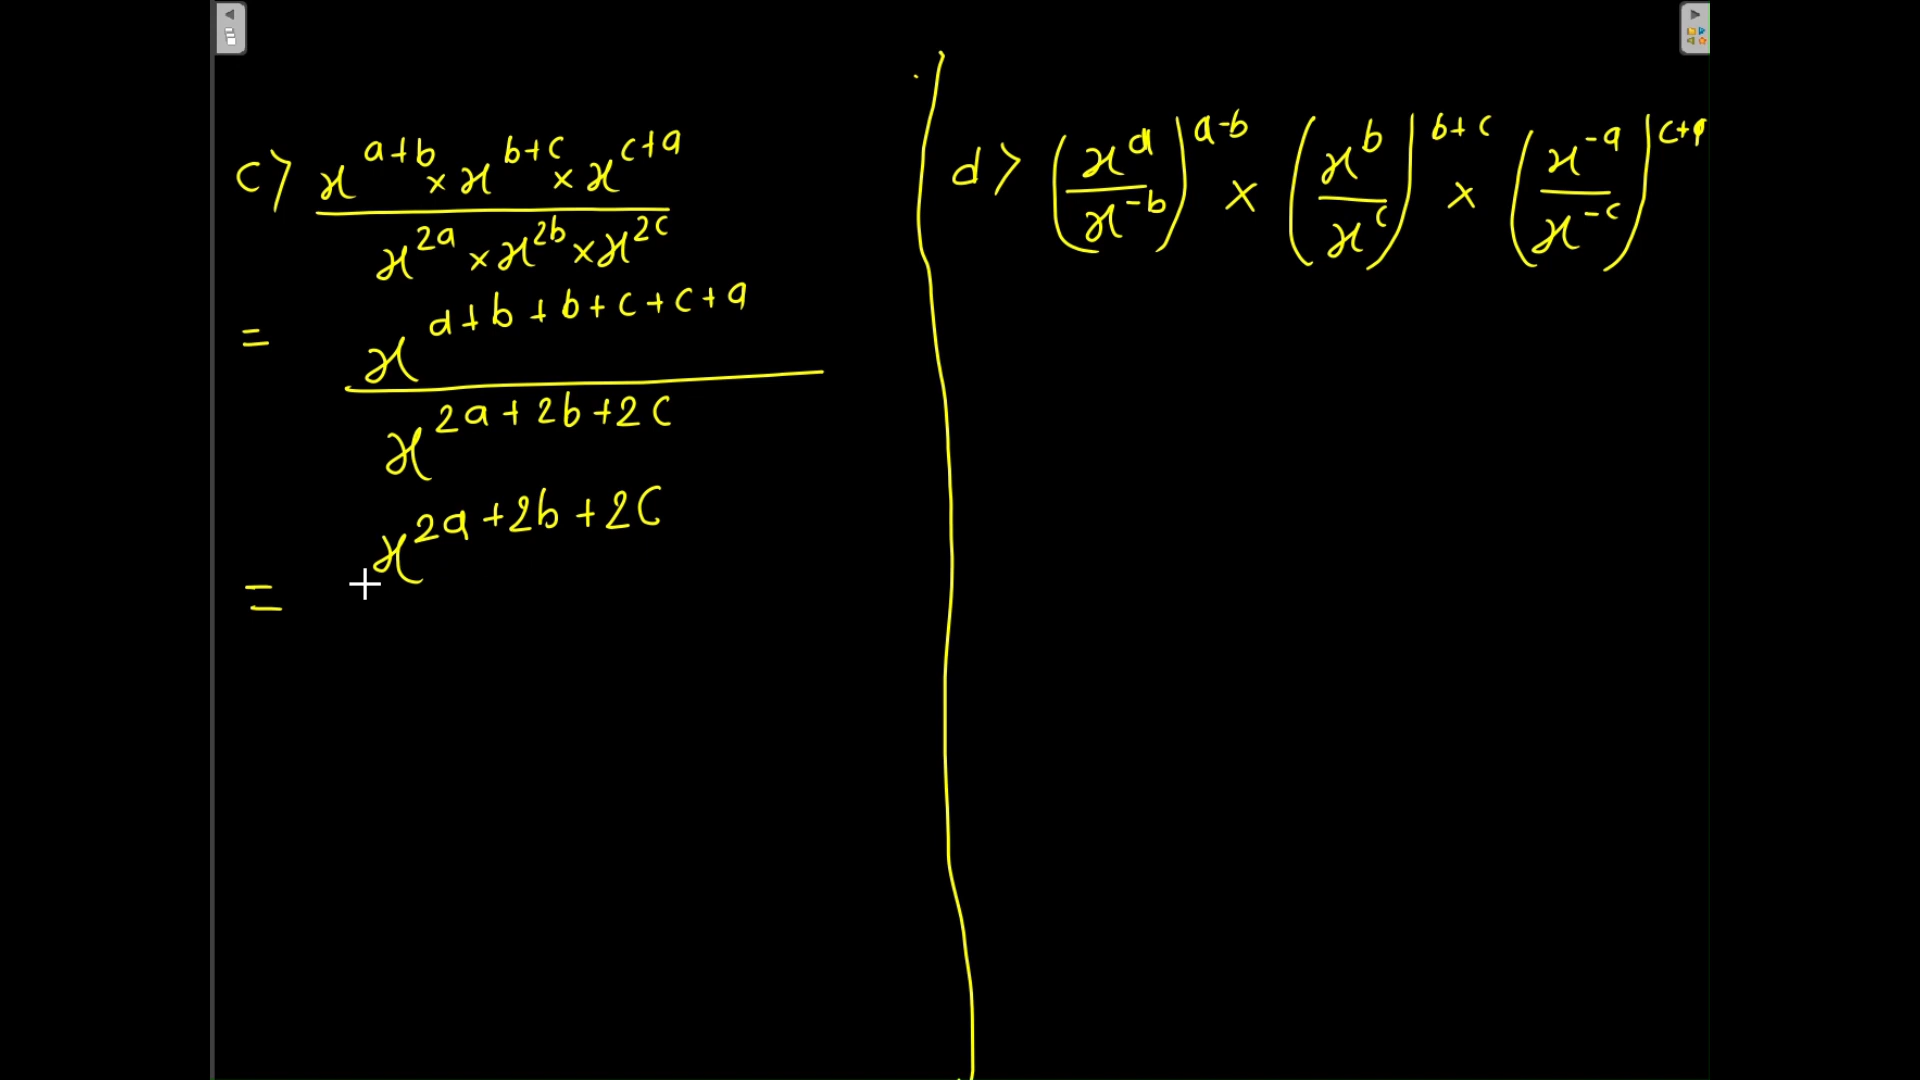 c> x^{a+b} × x^{b+c} × x^{c+a}
x^{2a} × x^{2b} × x^{2c}
= x^{a+b+b+c+c+a}
x^{2a+2b+2c}
= x^{2a+2b+2c}
d> (x^a / x^{-b})^{a-b} × (x^b / x^c)^{b+c} × (x^{-a} / x^{-c})^{c+a}